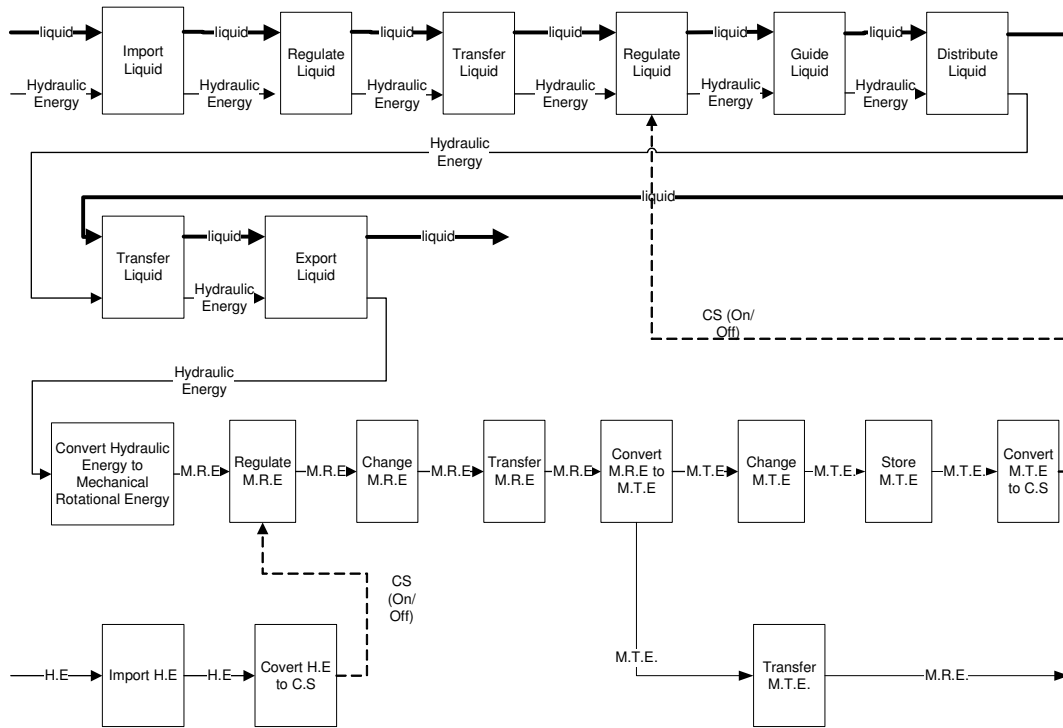 liquid
liquid
liquid
liquid
liquid
liquid
Import
Liquid
Regulate
Liquid
Transfer
Liquid
Regulate
Liquid
Guide
Liquid
Distribute
Liquid
Hydraulic
Energy
Hydraulic
Energy
Hydraulic
Energy
Hydraulic
Energy
Hydraulic
Energy
Hydraulic
Energy
Hydraulic
Energy
liquid
Transfer
Liquid
liquid
Export
Liquid
liquid
Hydraulic
Energy
CS (On/
Off)
Hydraulic
Energy
Convert Hydraulic
Energy to
Mechanical
Rotational Energy
M.R.E
Regulate
M.R.E
M.R.E
Change
M.R.E
M.R.E
Transfer
M.R.E
M.R.E
Convert
M.R.E to
M.T.E
M.T.E
Change
M.T.E
M.T.E.
Store
M.T.E
M.T.E.
Convert
M.T.E
to C.S
CS
(On/
Off)
H.E
Import H.E
H.E
Covert H.E
to C.S
M.T.E.
Transfer
M.T.E.
M.R.E.